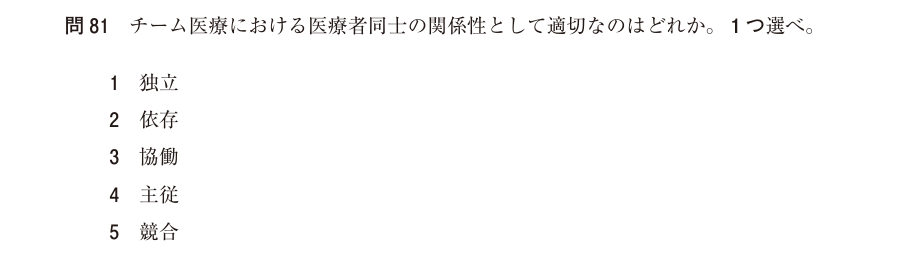 問 81 チーム医療における医療者同士の関係性として適切なのはどれか。1つ選べ。
1 独立
2 依存
3 協働
4 主従
5 競合